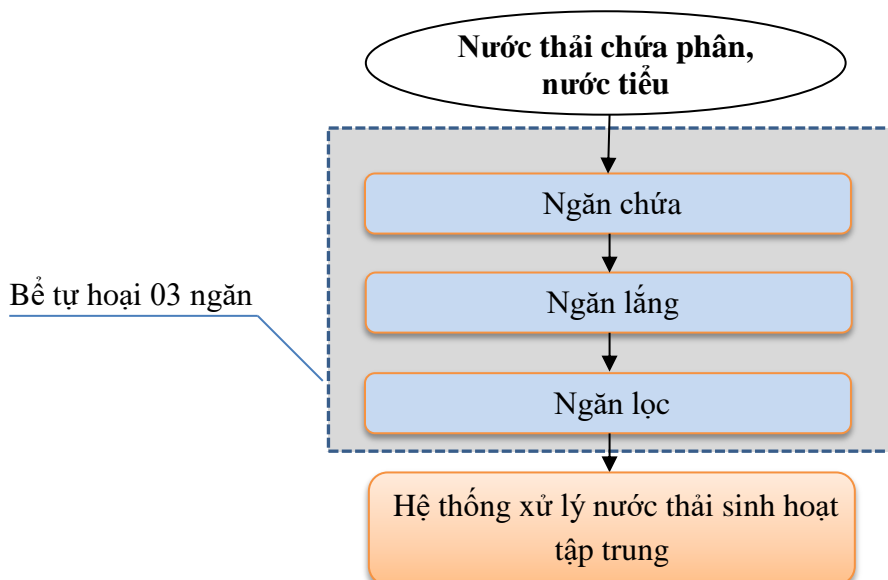 Nước thải chứa phân,
nước tiểu
Ngăn chứa
Ngăn lắng
Bể tự hoại 03 ngăn
Ngăn lọc
Hệ thống xử lý nước thải sinh hoạt
tập trung